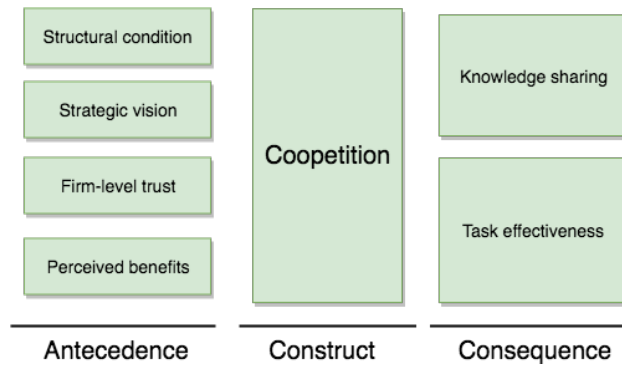 Structural condition
Strategic vision
Firm-level trust
Perceived benefits
Antecedence
Coopetition
Construct
Knowledge sharing
Task effectiveness
Consequence